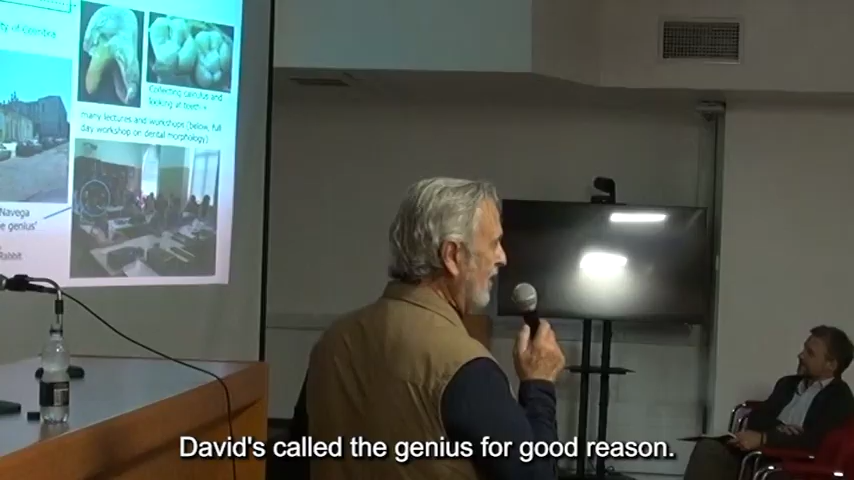 ty of Coimbra
Collecting calculus and
looking at teeth +
many lectures and workshops (below, full
day workshop on dental morphology)
Navega
e genius'
Rabbit
David's called the genius for good reason.